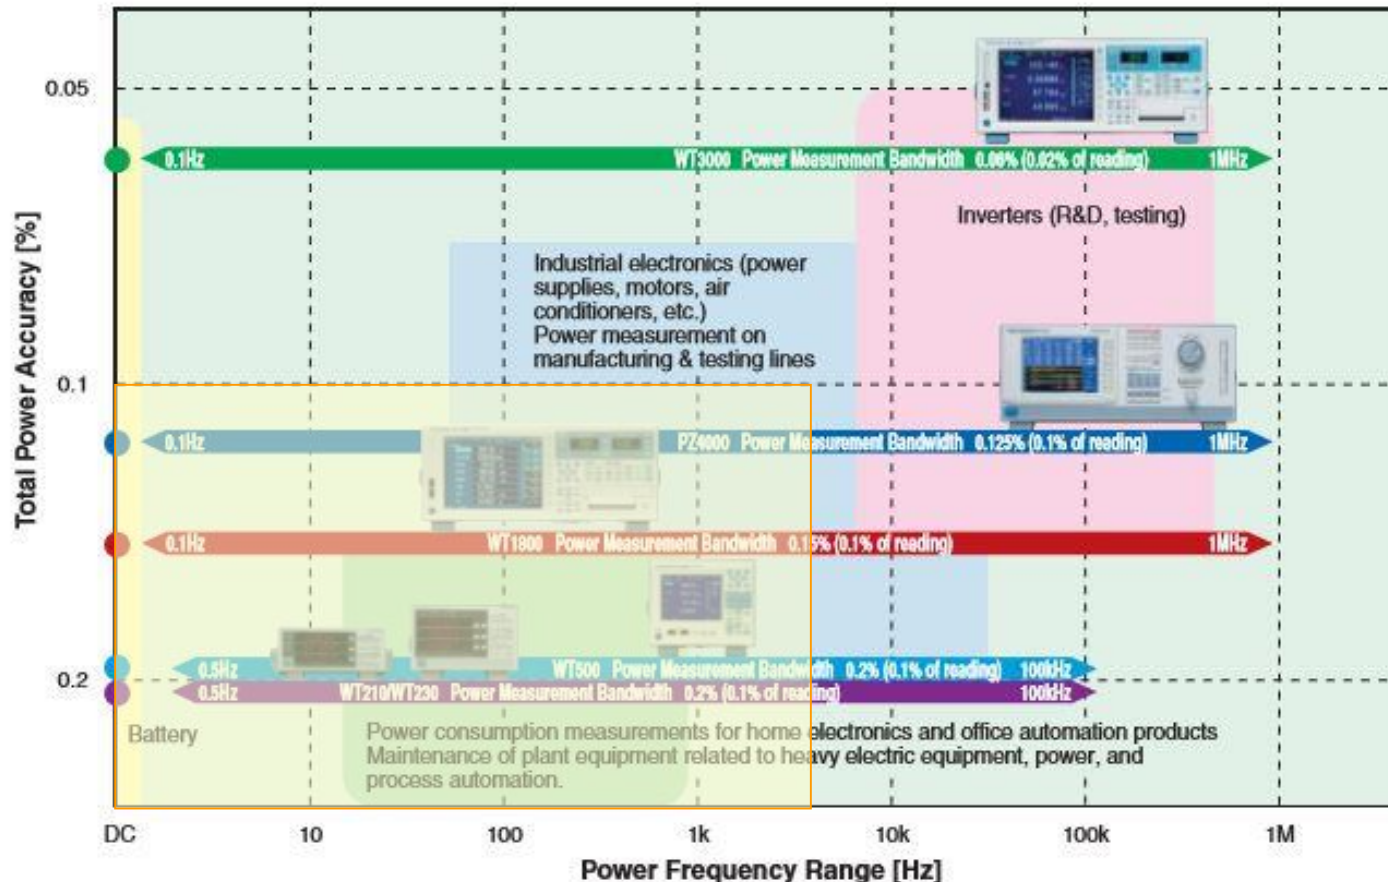 0.05
0.1Hz WT3000 Power Measurement Bandwidth 0.06% (0.02% of reading) 1MHz
Inverters (R&D, testing)
Industrial electronics (power
supplies, motors, air
conditioners, etc.)
Power measurement on
manufacturing & testing lines
Total Power Accuracy [%]
0.1
0.1Hz PZ4000 Power Measurement Bandwidth 0.125% (0.1% of reading) 1MHz
0.1Hz WT1800 Power Measurement Bandwidth 0.15% (0.1% of reading) 1MHz
0.5Hz WT500 Power Measurement Bandwidth 0.2% (0.1% of reading) 100kHz
0.2
0.5Hz WT210/WT230 Power Measurement Bandwidth 0.2% (0.1% of reading) 100kHz
Battery
Power consumption measurements for home electronics and office automation products
Maintenance of plant equipment related to heavy electric equipment, power, and
process automation.
DC 10 100 1k 10k 100k 1M
Power Frequency Range [Hz]